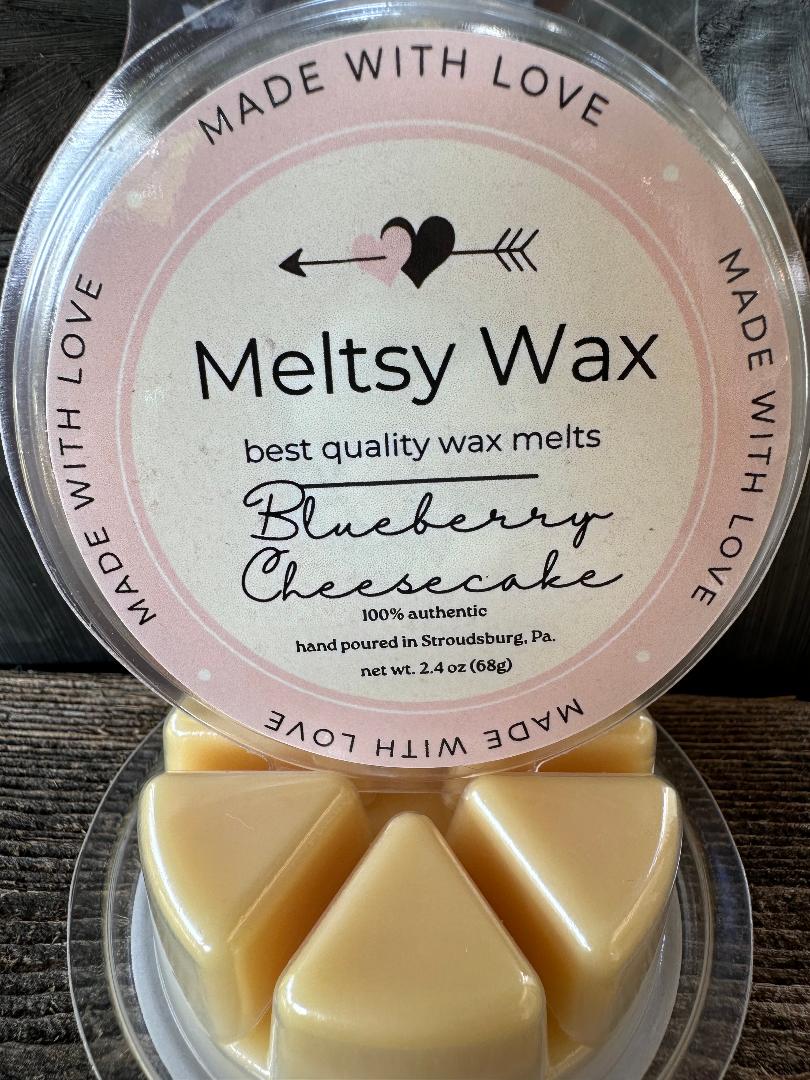 MADE WITH LOVE
MADE WITH LOVE
MADE WITH LOVE
Meltsy Wax
best quality wax melts
Blueberry
Cheesecake
100% authentic
hand poured in Stroudsburg, Pa.
net wt. 2.4 oz (68g)
MADE WITH LOVE